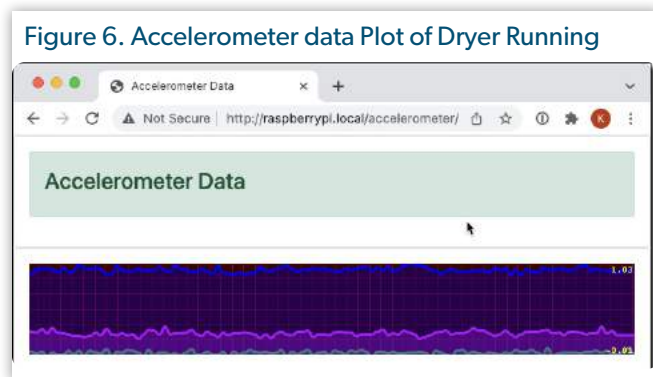 Figure 6. Accelerometer data Plot of Dryer Running
Accelerometer Data
Not Secure http://raspberrypi.local/accelerometer/
K
Accelerometer Data
1.03